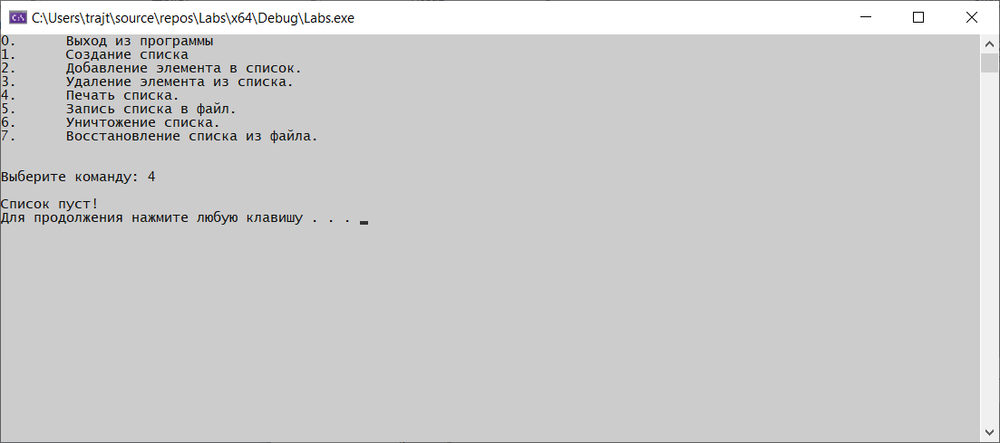 C:\Users\trajt\source\repos\Labs\x64\Debug\Labs.exe
0. Выход из программы
1. Создание списка
2. Добавление элемента в список.
3. Удаление элемента из списка.
4. Печать списка.
5. Запись списка в файл.
6. Уничтожение списка.
7. Восстановление списка из файла.
Выберите команду: 4
Список пуст!
Для продолжения нажмите любую клавишу . . .